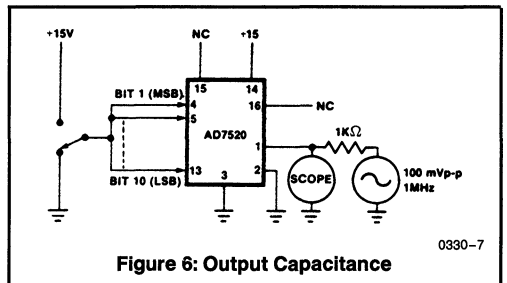 +15V
NC
+15
15
14
BIT 1 (MSB)
4
16
NC
5
AD7520
1KΩ
1
BIT 10 (LSB)
13
3
2
SCOPE
100 mVp-p
1MHz
0330-7
Figure 6: Output Capacitance